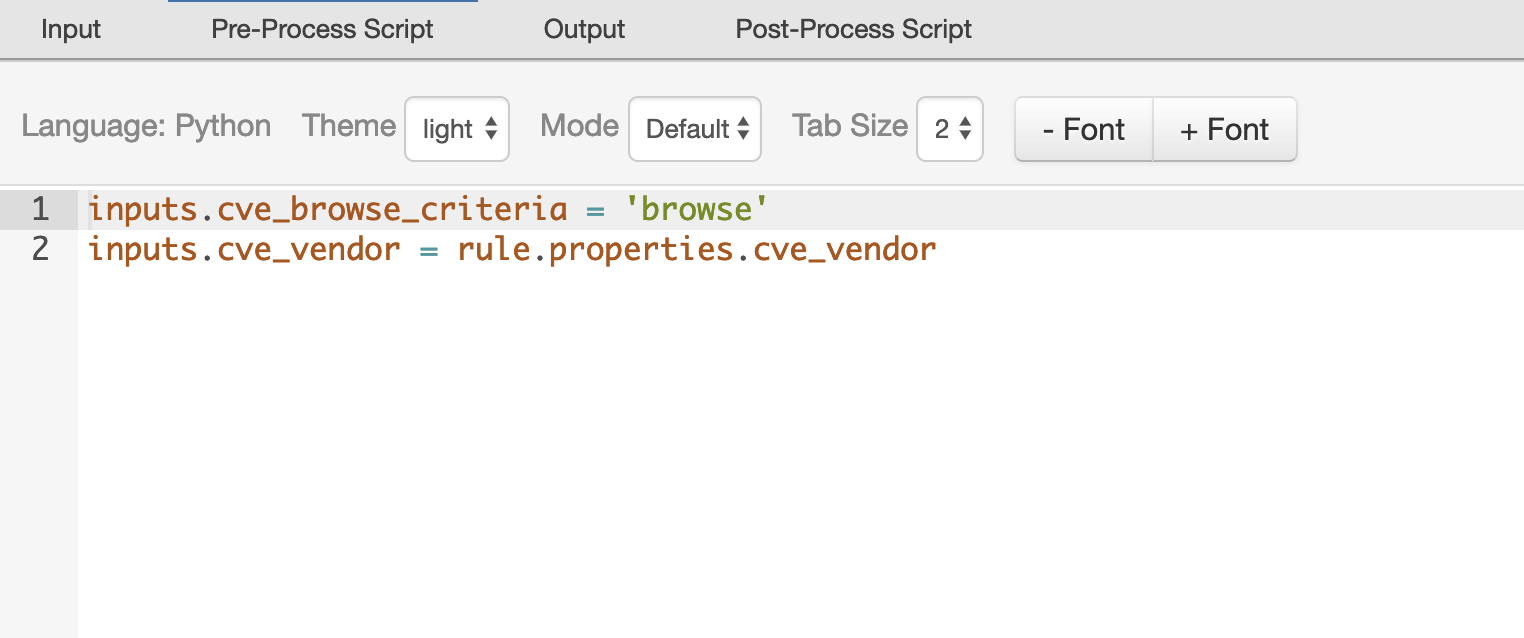 Input Pre-Process Script Output Post-Process Script
Language: Python Theme light Mode Default Tab Size 2 - Font + Font
1 inputs.cve_browse_criteria = 'browse'
2 inputs.cve_vendor = rule.properties.cve_vendor